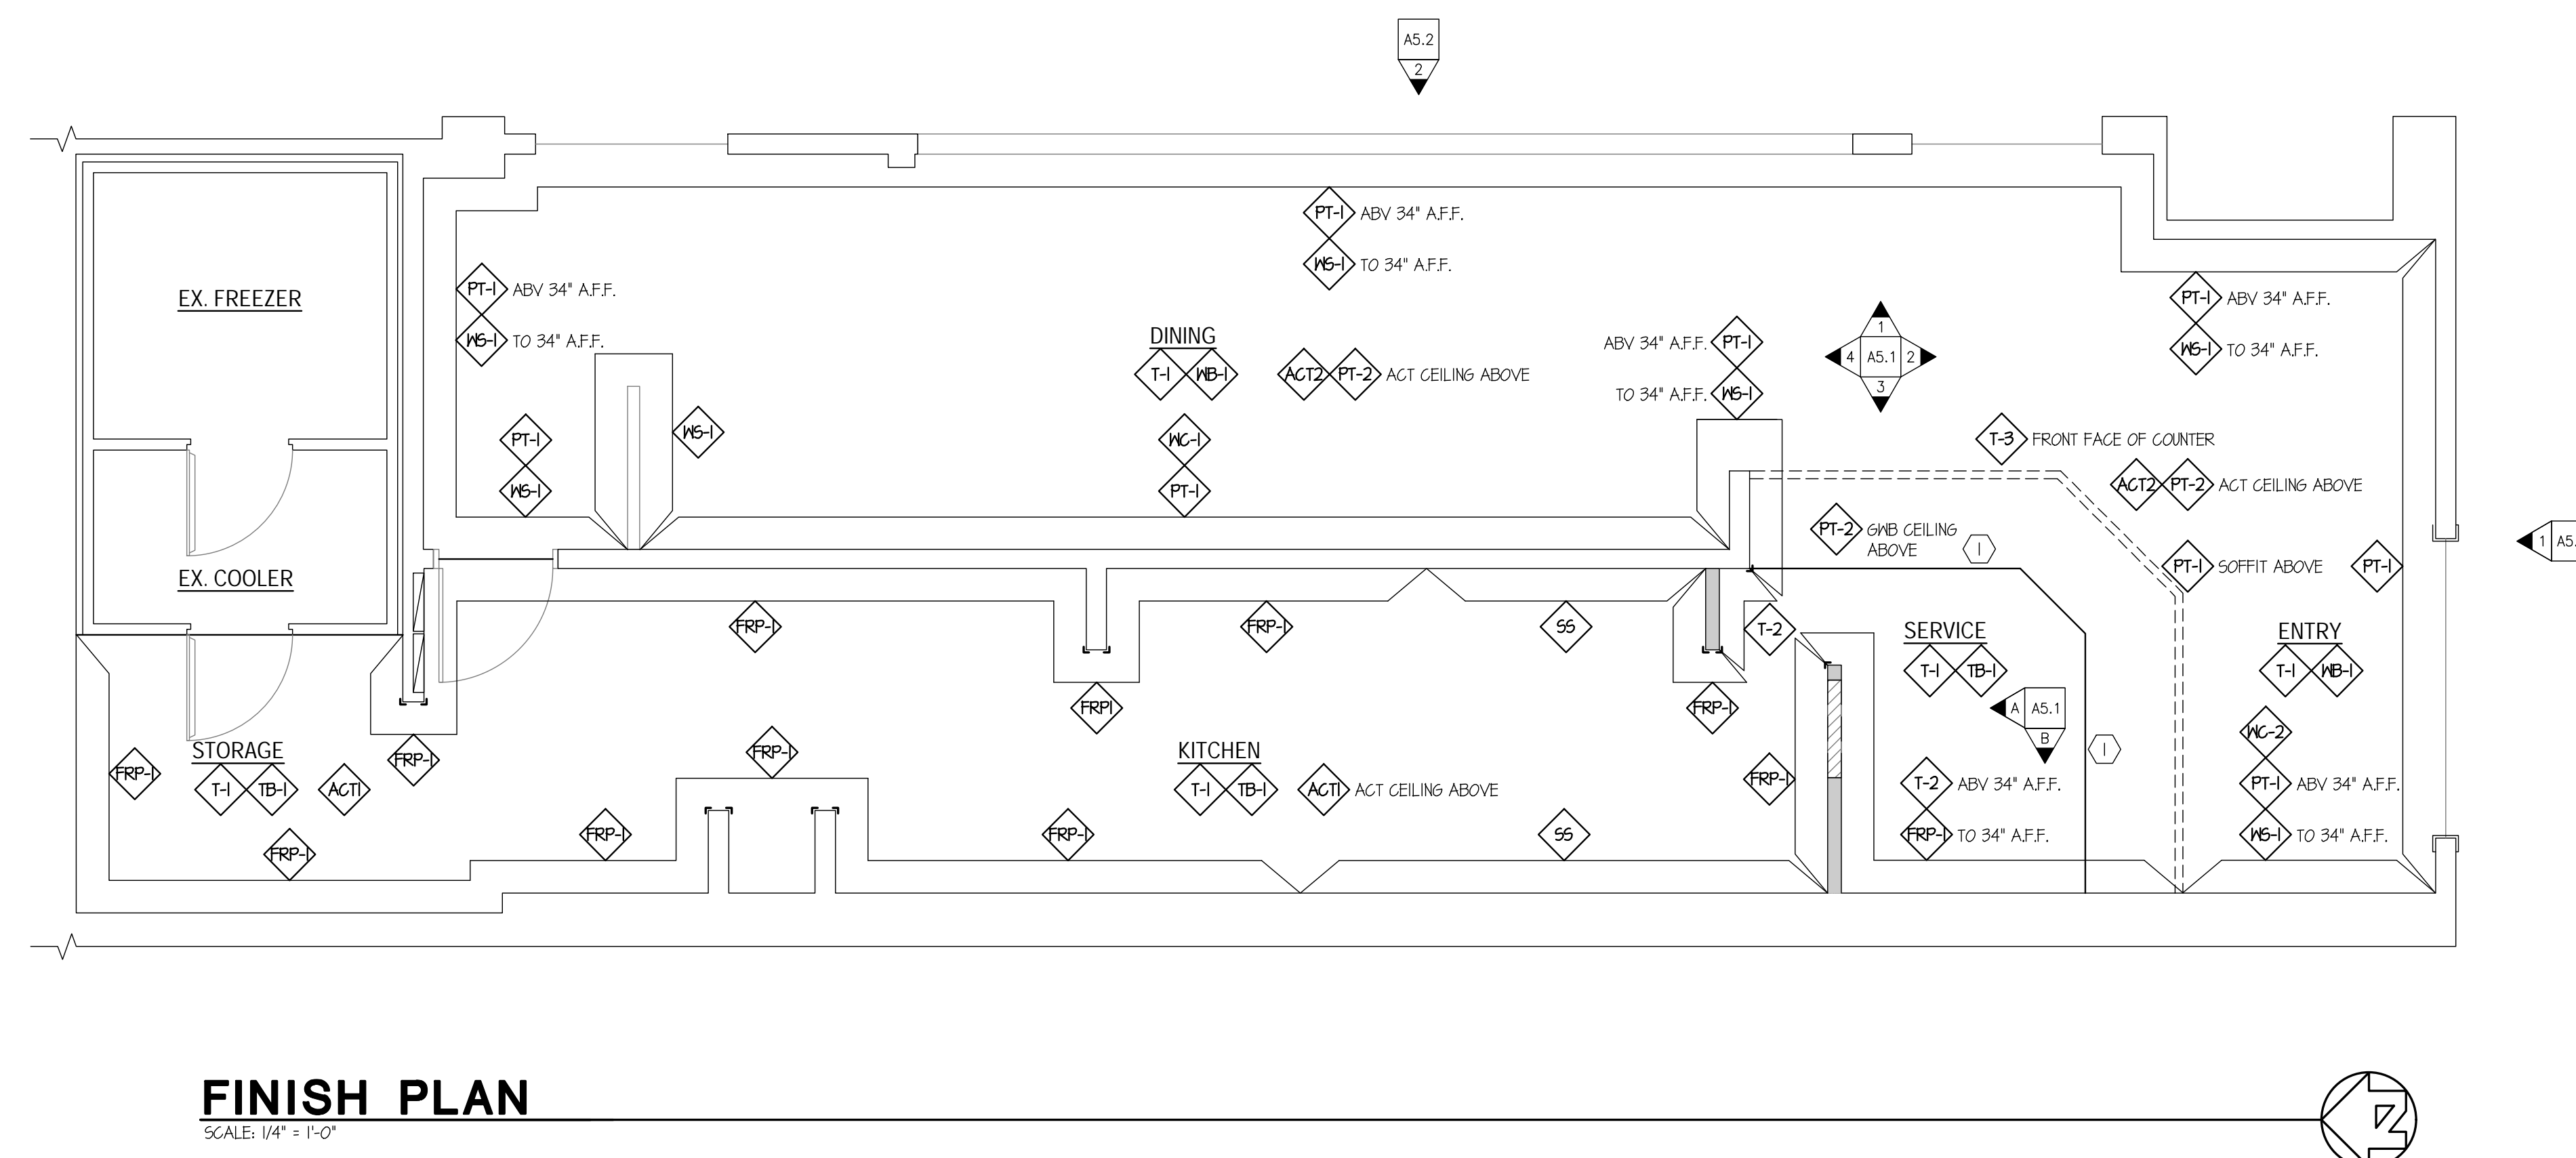 A5.2
2
PT-1 ABV 34" A.F.F.
WS-1 TO 34" A.F.F.
EX. FREEZER
PT-1 ABV 34" A.F.F.
WS-1 TO 34" A.F.F.
DINING
T-1 WB-1 ACT2 PT-2 ACT CEILING ABOVE
ABV 34" A.F.F. PT-1
TO 34" A.F.F. WS-1
1
4 A5.1 2
3
PT-1 ABV 34" A.F.F.
WS-1 TO 34" A.F.F.
PT-1
WS-1
WS-1
WC-1
PT-1
T-3 FRONT FACE OF COUNTER
ACT2 PT-2 ACT CEILING ABOVE
PT-2 GWB CEILING
ABOVE
1
PT-1 SOFFIT ABOVE
PT-1
1 A5.
EX. COOLER
FRP-1
FRP-1
SS
T-2
SERVICE
T-1 TB-1
ENTRY
T-1 WB-1
FRP1
FRP-1
A A5.1
B
1
WC-2
PT-1 ABV 34" A.F.F.
WS-1 TO 34" A.F.F.
STORAGE
FRP-1
T-1 TB-1 ACT1
FRP-1
FRP-1
KITCHEN
T-1 TB-1 ACT1 ACT CEILING ABOVE
FRP-1
T-2 ABV 34" A.F.F.
FRP-1 TO 34" A.F.F.
FRP-1
FRP-1
FRP-1
SS
FINISH PLAN
SCALE: 1/4" = 1'-0"
N